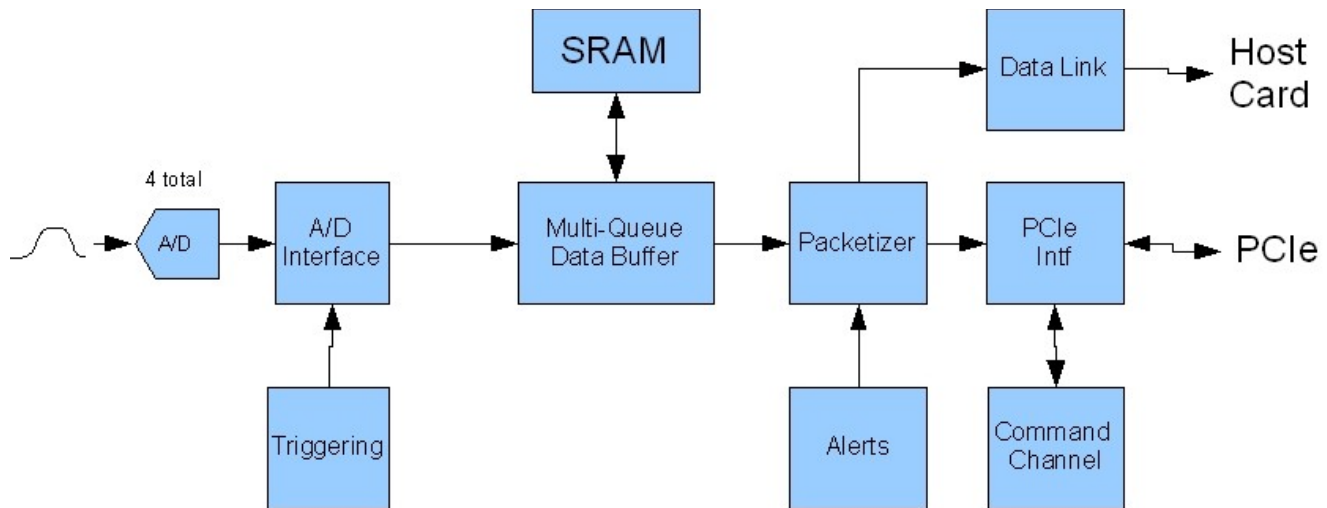 SRAM
Data Link
Host
Card
4 total
A/D
A/D
Interface
Multi-Queue
Data Buffer
Packetizer
PCIe
Intf
PCIe
Triggering
Alerts
Command
Channel